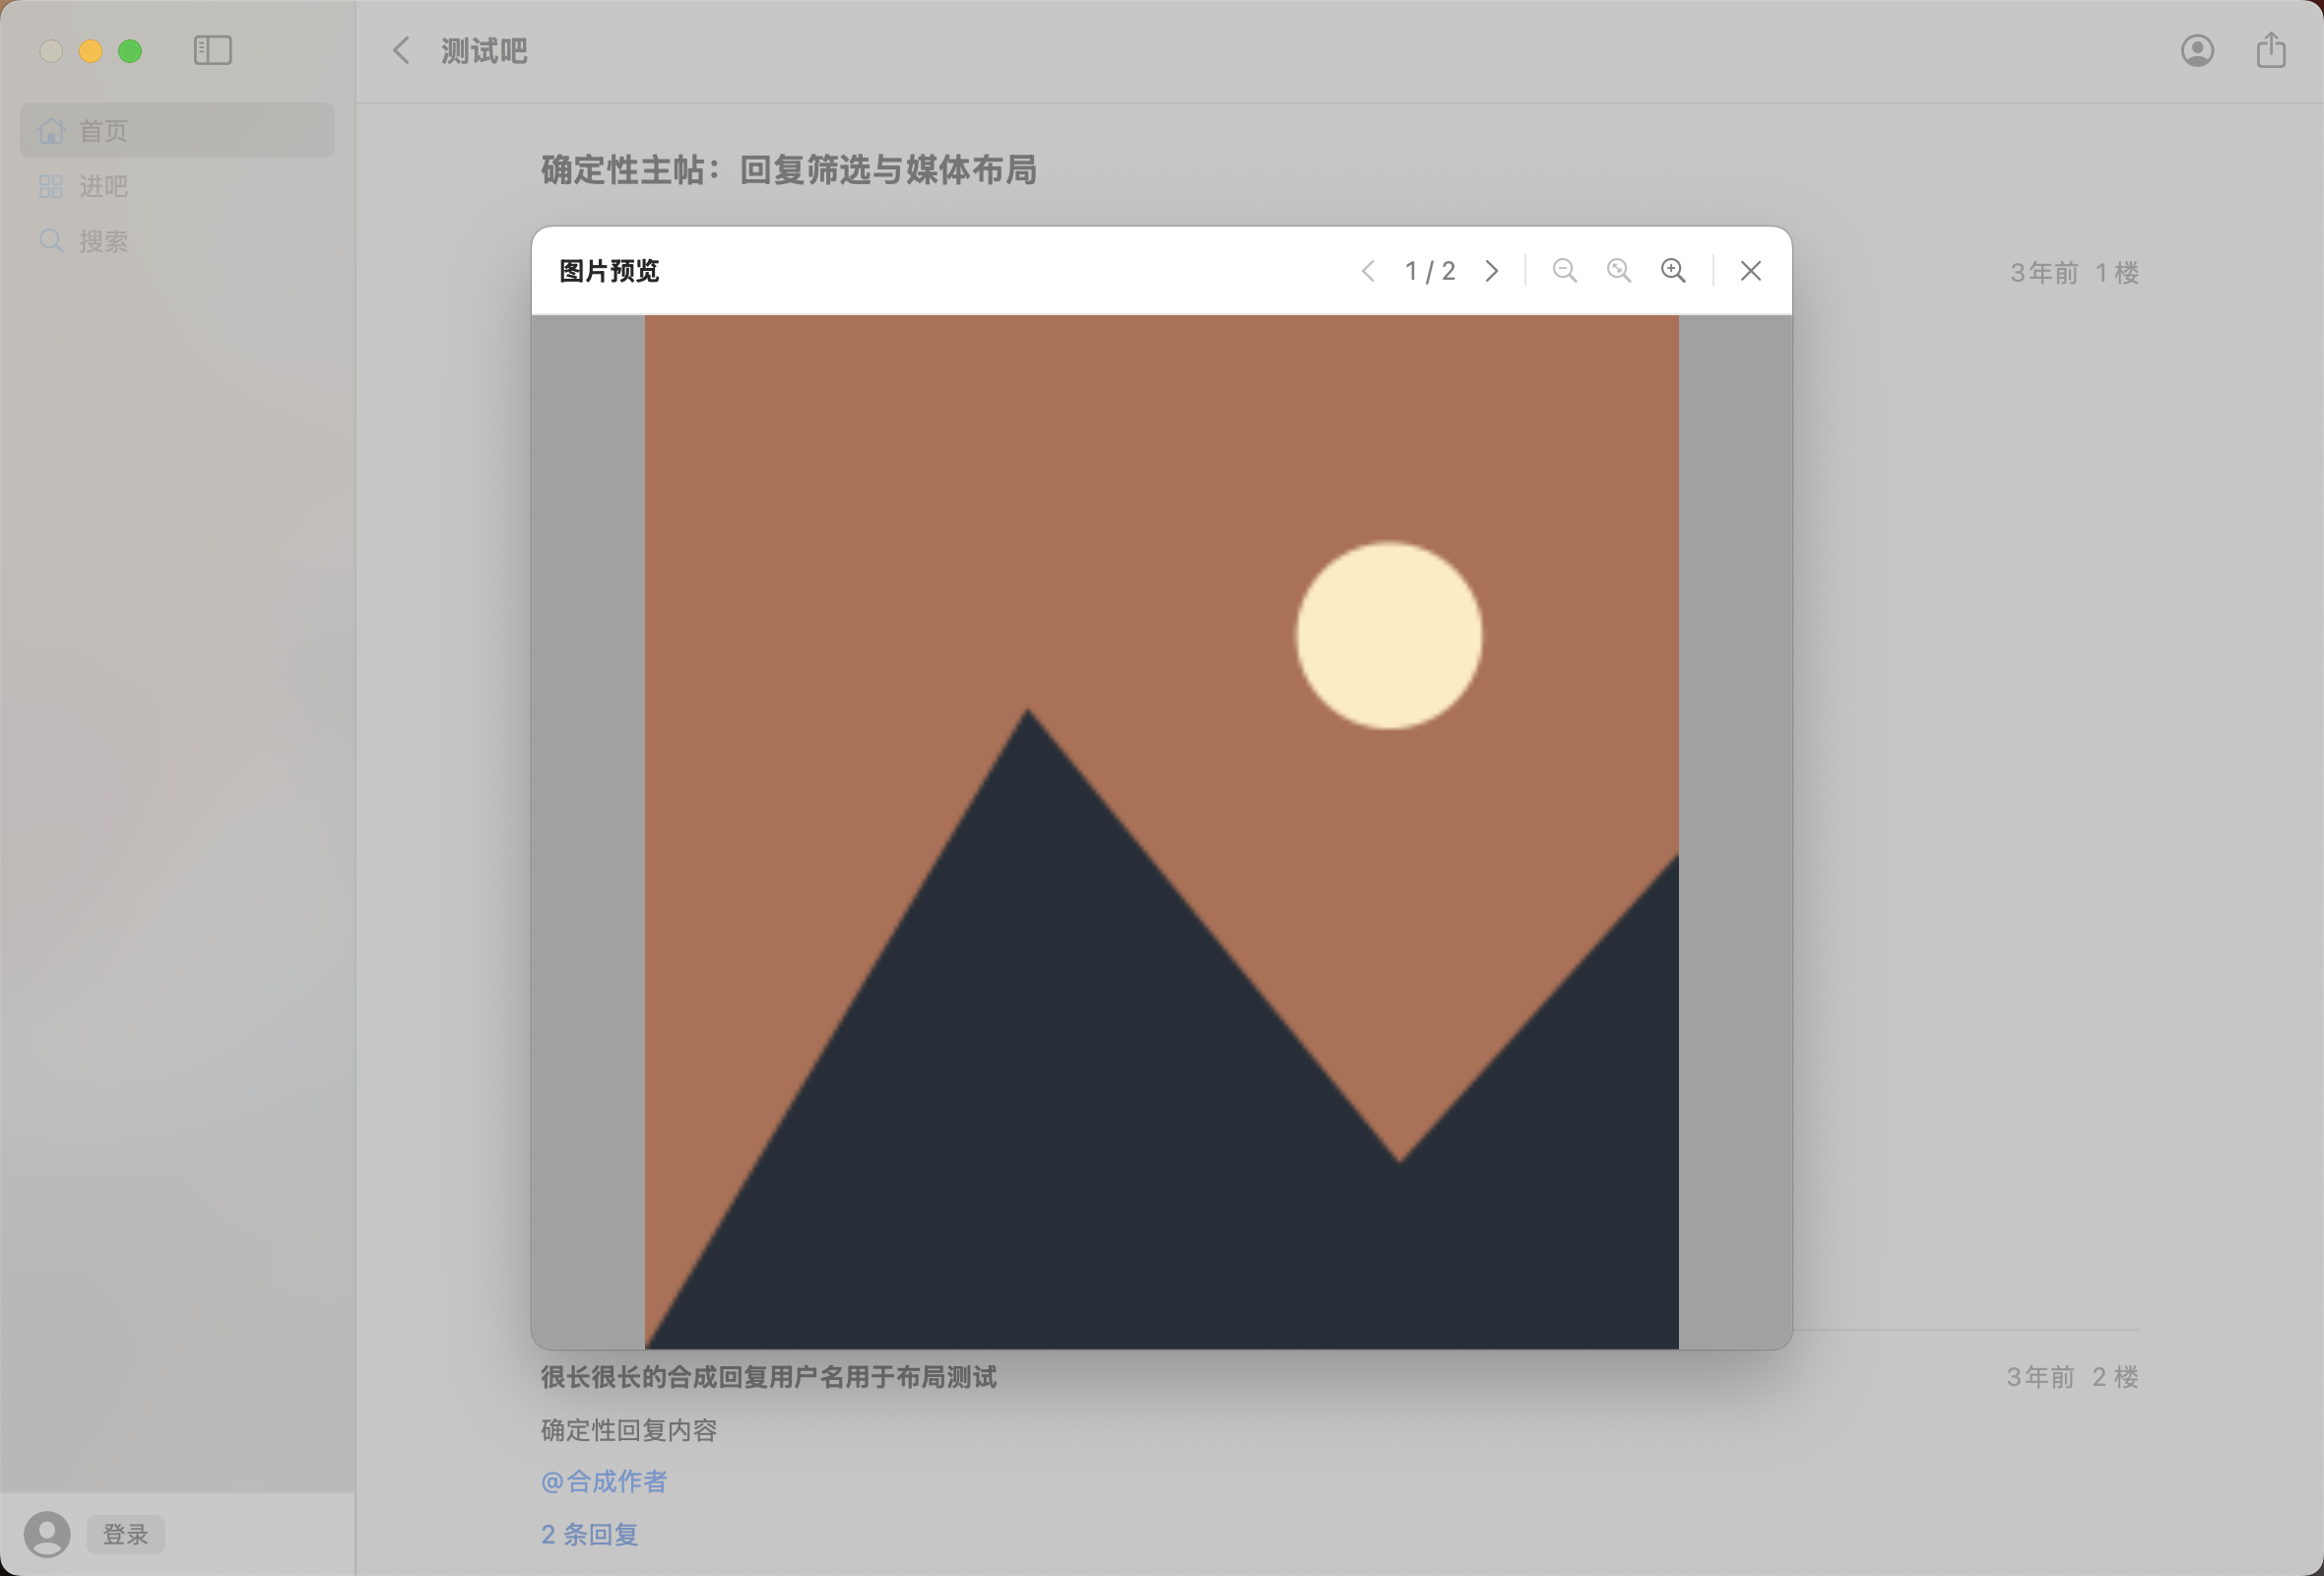 测试吧
首页
进吧
搜索
确定性主帖：回复筛选与媒体布局
3年前 1楼
图片预览
1 / 2
很长很长的合成回复用户名用于布局测试
3年前 2楼
确定性回复内容
@合成作者
2 条回复
登录